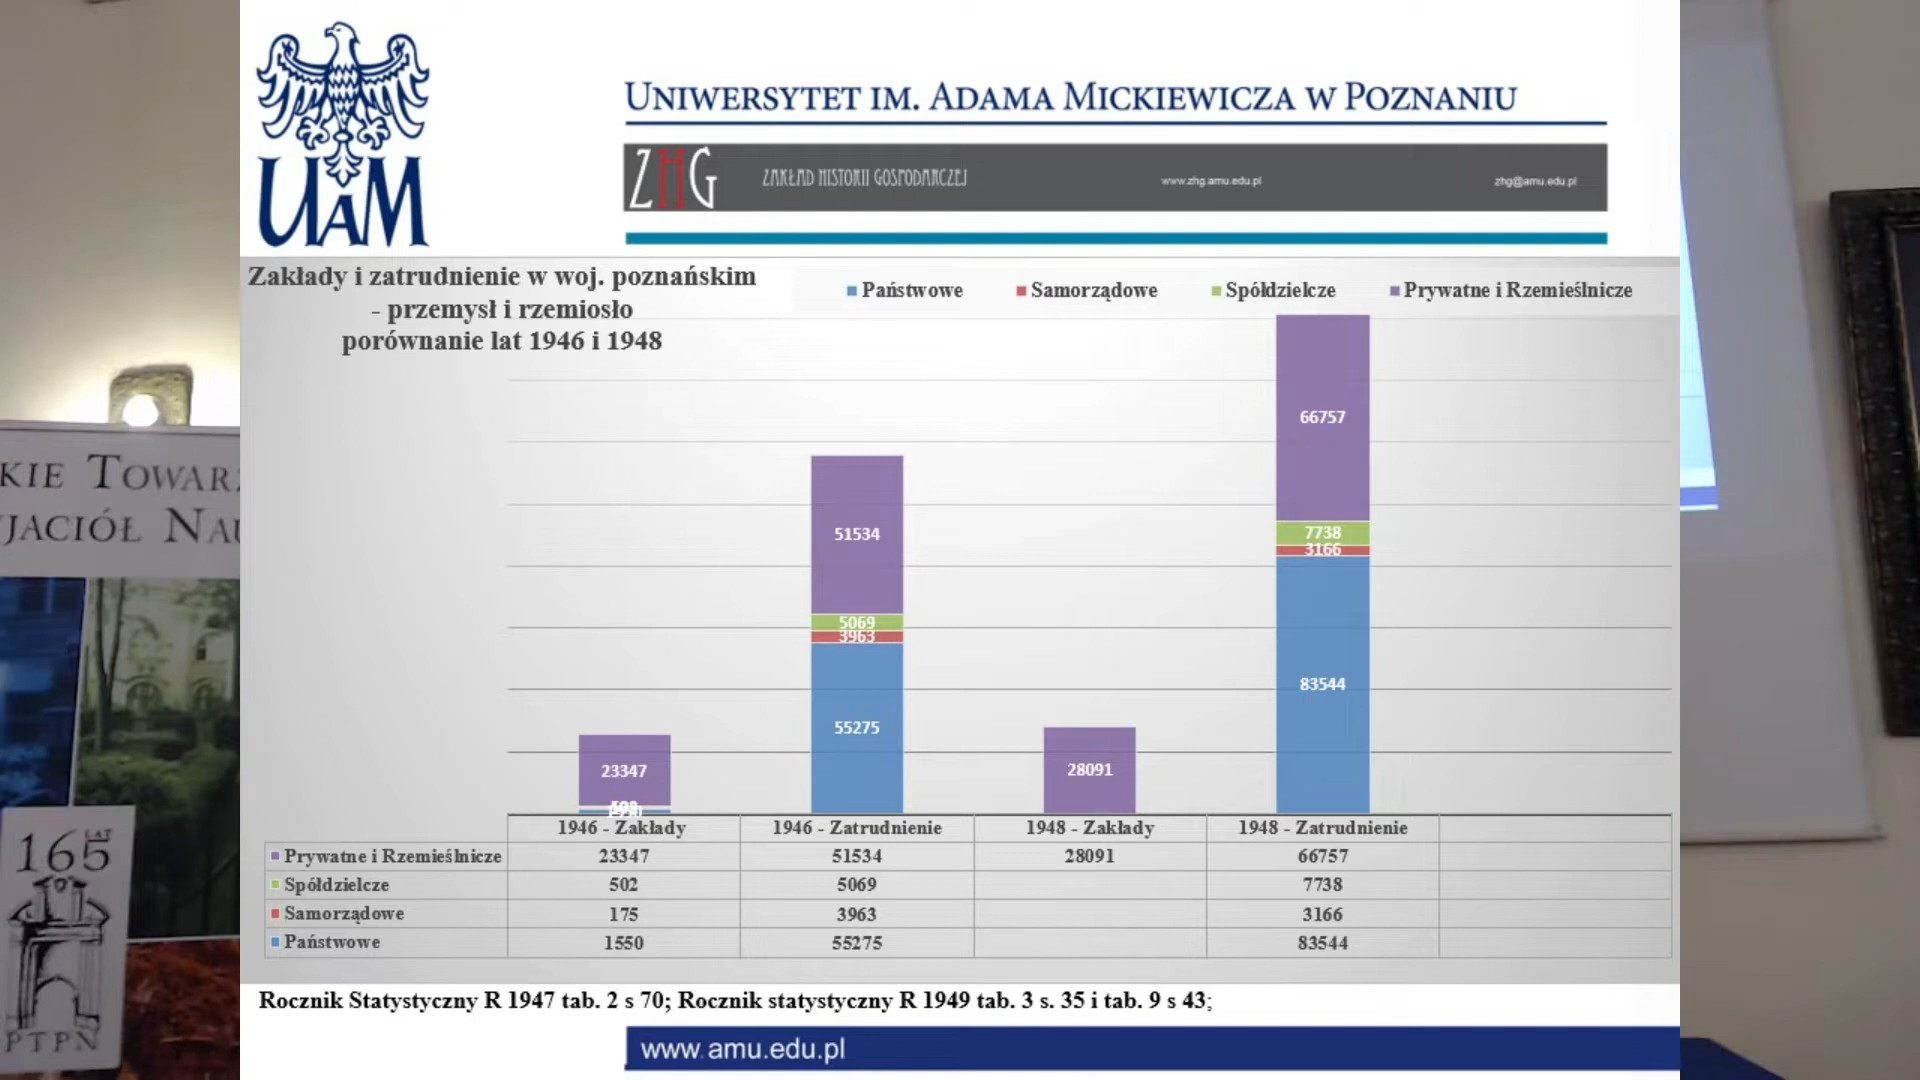 UAM
UNIWERSYTET IM. ADAMA MICKIEWICZA W POZNANIU
ZHG ZAKŁAD HISTORII GOSPODARCZEJ www.zhg.amu.edu.pl zhg@amu.edu.pl
Zakłady i zatrudnienie w woj. poznańskim
- przemysł i rzemiosło
porównanie lat 1946 i 1948
Państwowe Samorządowe Spółdzielcze Prywatne i Rzemieślnicze
66757
7738
3166
83544
51534
5069
3963
55275
23347
28091
1946 - Zakłady 1946 - Zatrudnienie 1948 - Zakłady 1948 - Zatrudnienie
Prywatne i Rzemieślnicze 23347 51534 28091 66757
Spółdzielcze 502 5069 7738
Samorządowe 175 3963 3166
Państwowe 1550 55275 83544
Rocznik Statystyczny R 1947 tab. 2 s 70; Rocznik statystyczny R 1949 tab. 3 s. 35 i tab. 9 s 43;
www.amu.edu.pl
KIE TOWAR
JACIÓŁ NAU
165 LAT
PTPN